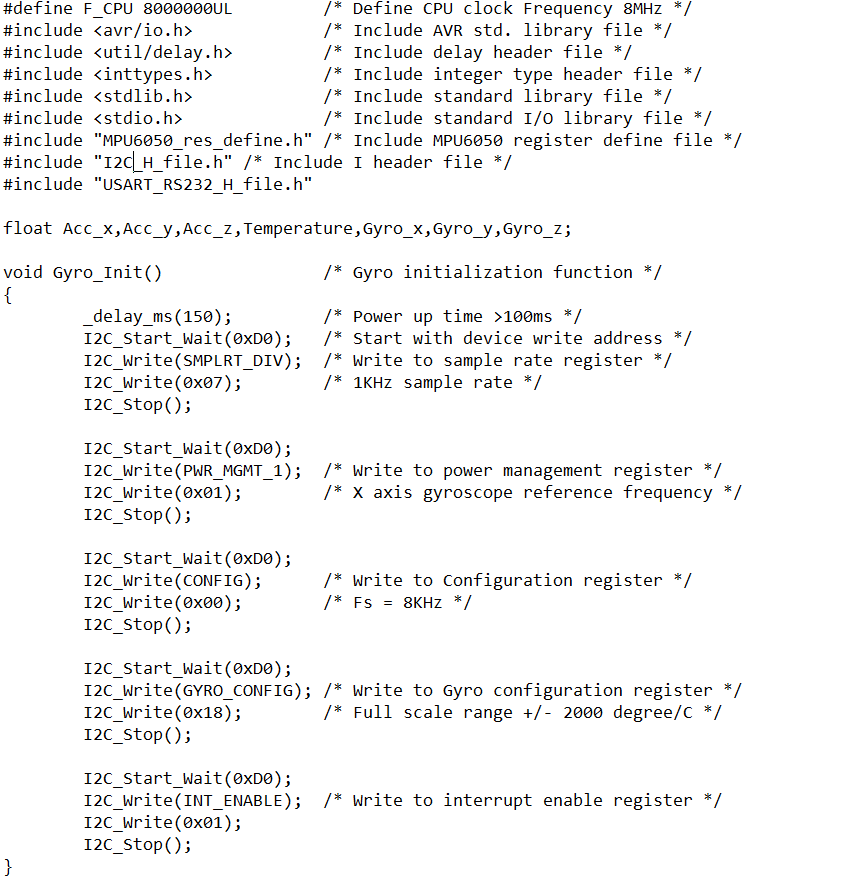 #define F_CPU 8000000UL         /* Define CPU clock Frequency 8MHz */
#include <avr/io.h>             /* Include AVR std. library file */
#include <util/delay.h>         /* Include delay header file */
#include <inttypes.h>           /* Include integer type header file */
#include <stdlib.h>             /* Include standard library file */
#include <stdio.h>              /* Include standard I/O library file */
#include "MPU6050_res_define.h" /* Include MPU6050 register define file */
#include "I2C_H_file.h" /* Include I header file */
#include "USART_RS232_H_file.h"

float Acc_x,Acc_y,Acc_z,Temperature,Gyro_x,Gyro_y,Gyro_z;

void Gyro_Init()                /* Gyro initialization function */
{
        _delay_ms(150);         /* Power up time >100ms */
        I2C_Start_Wait(0xD0);   /* Start with device write address */
        I2C_Write(SMPLRT_DIV);  /* Write to sample rate register */
        I2C_Write(0x07);        /* 1KHz sample rate */
        I2C_Stop();

        I2C_Start_Wait(0xD0);
        I2C_Write(PWR_MGMT_1);  /* Write to power management register */
        I2C_Write(0x01);        /* X axis gyroscope reference frequency */
        I2C_Stop();

        I2C_Start_Wait(0xD0);
        I2C_Write(CONFIG);      /* Write to Configuration register */
        I2C_Write(0x00);        /* Fs = 8KHz */
        I2C_Stop();

        I2C_Start_Wait(0xD0);
        I2C_Write(GYRO_CONFIG); /* Write to Gyro configuration register */
        I2C_Write(0x18);        /* Full scale range +/- 2000 degree/C */
        I2C_Stop();

        I2C_Start_Wait(0xD0);
        I2C_Write(INT_ENABLE);  /* Write to interrupt enable register */
        I2C_Write(0x01);
        I2C_Stop();
}